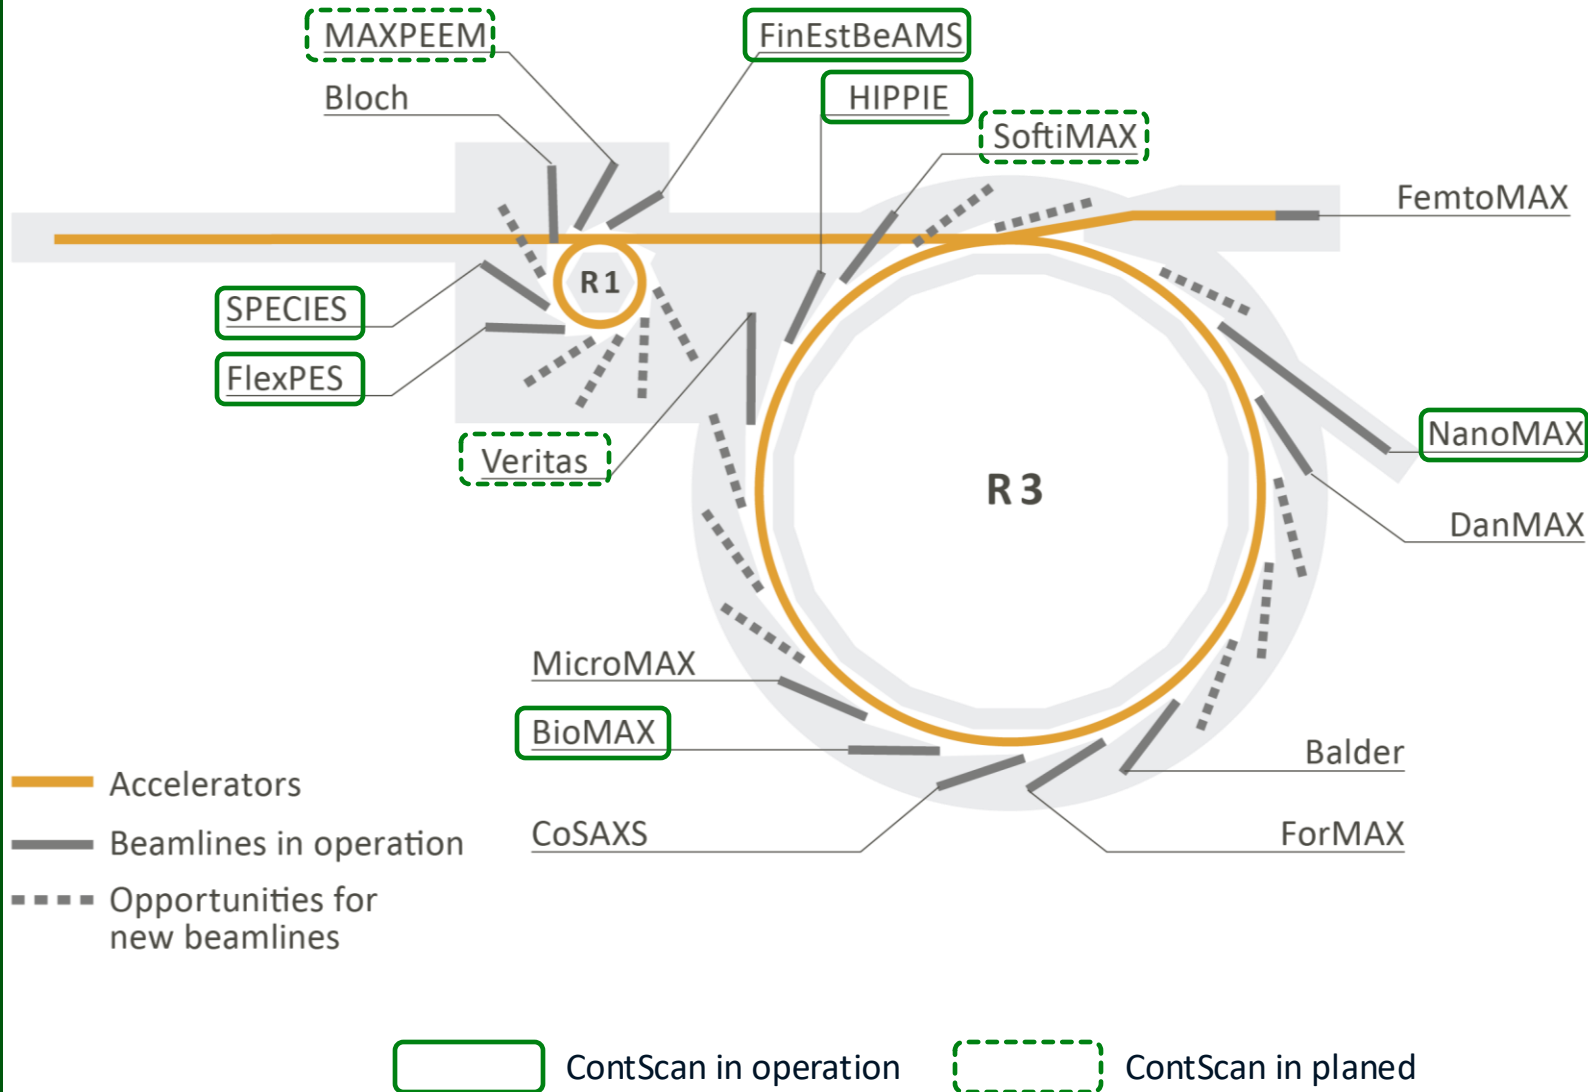 MAXPEEM
FinEstBeAMS
Bloch
HIPPIE
SoftiMAX
FemtoMAX
R1
SPECIES
FlexPES
NanoMAX
Veritas
R3
DanMAX
MicroMAX
BioMAX
Balder
CoSAXS
ForMAX
Accelerators
Beamlines in operation
Opportunities for
new beamlines
ContScan in operation
ContScan in planed